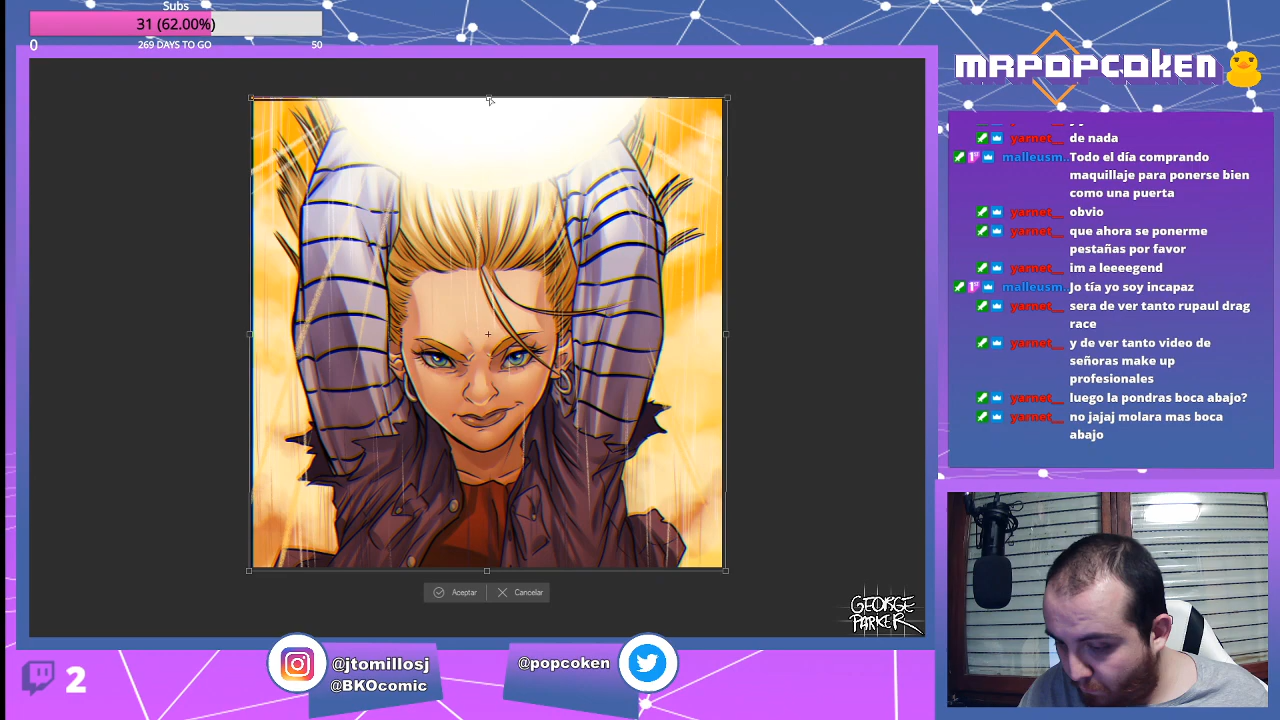 Subs
31 (62.00%)
0
269 DAYS TO GO
50
MRPOPCOKEN
yarnet__ de nada
malleusm.. Todo el día comprando
maquillaje para ponerse bien
como una puerta
yarnet__ obvio
yarnet__ que ahora se ponerme
pestañas por favor
yarnet__ im a leeeegend
malleusm.. Jo tía yo soy incapaz
yarnet__ sera de ver tanto rupaul drag
race
yarnet__ y de ver tanto video de
señoras make up
profesionales
yarnet__ luego la pondras boca abajo?
yarnet__ no jajaj molara mas boca
abajo
Aceptar
Cancelar
GEORGE
PARKER
@jtomillosj
@BKOcomic
@popcoken
2